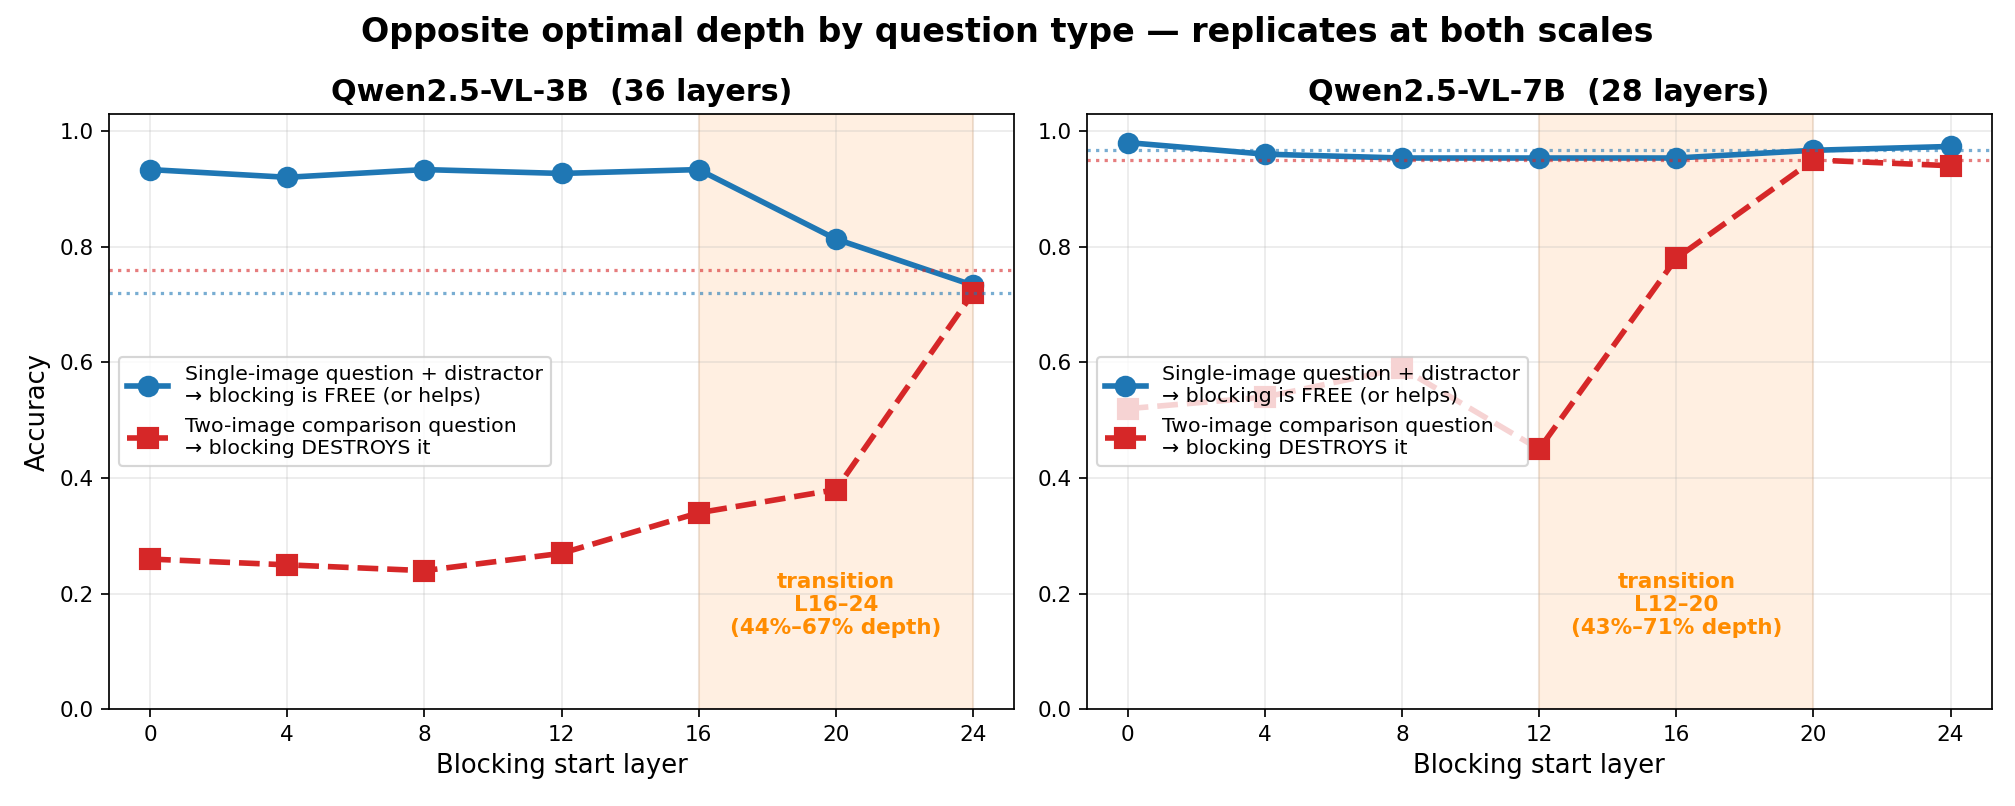 Opposite optimal depth by question type — replicates at both scales
Qwen2.5-VL-3B (36 layers)
Accuracy
1.0
0.8
0.6
0.4
0.2
0.0
Single-image question + distractor
→ blocking is FREE (or helps)
Two-image comparison question
→ blocking DESTROYS it
transition
L16–24
(44%–67% depth)
0 4 8 12 16 20 24
Blocking start layer
Qwen2.5-VL-7B (28 layers)
1.0
0.8
0.6
0.4
0.2
0.0
Single-image question + distractor
→ blocking is FREE (or helps)
Two-image comparison question
→ blocking DESTROYS it
transition
L12–20
(43%–71% depth)
0 4 8 12 16 20 24
Blocking start layer